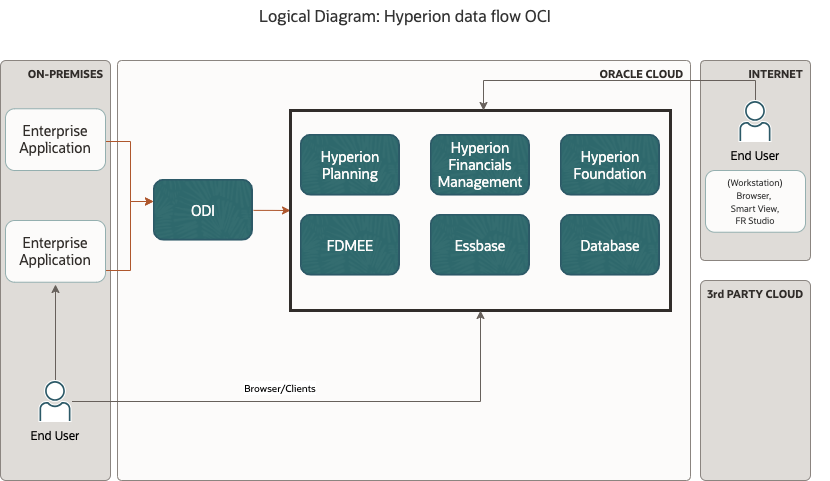 Logical Diagram: Hyperion data flow OCI
ON-PREMISES
ORACLE CLOUD
INTERNET
Enterprise
Application
Enterprise
Application
End User
ODI
Hyperion
Planning
Hyperion
Financials
Management
Hyperion
Foundation
FDMEE
Essbase
Database
Browser/Clients
End User
(Workstation)
Browser,
Smart View,
FR Studio
3rd PARTY CLOUD